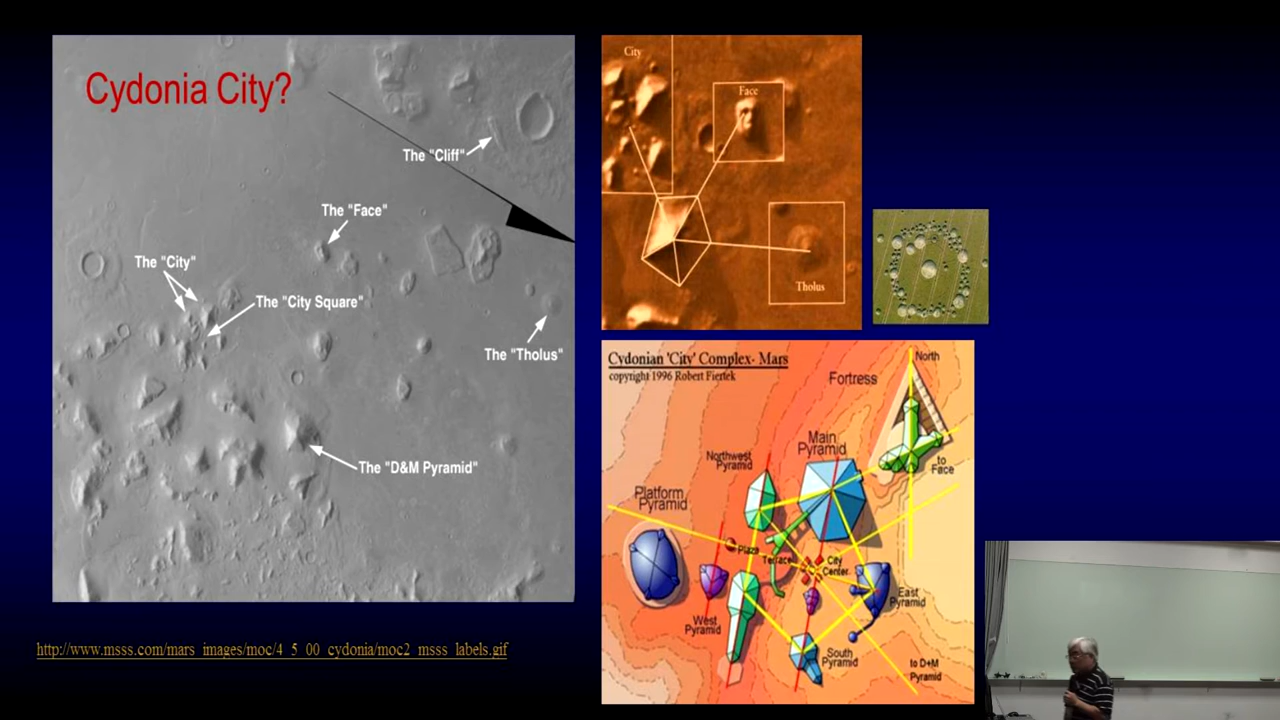 Cydonia City?
The "Cliff"
The "Face"
The "City"
The "City Square"
The "Tholus"
The "D&M Pyramid"
http://www.msss.com/mars_images/moc/4_5_00_cydonia/moc2_msss_labels.gif
City
Face
Tholus
Cydonian 'City' Complex- Mars
copyright 1996 Robert Fiertek
North
Fortress
Main
Pyramid
to
Face
Northwest
Pyramid
Platform
Pyramid
Plaza
Terrace
City
Center
East
Pyramid
West
Pyramid
South
Pyramid
to D+M
Pyramid